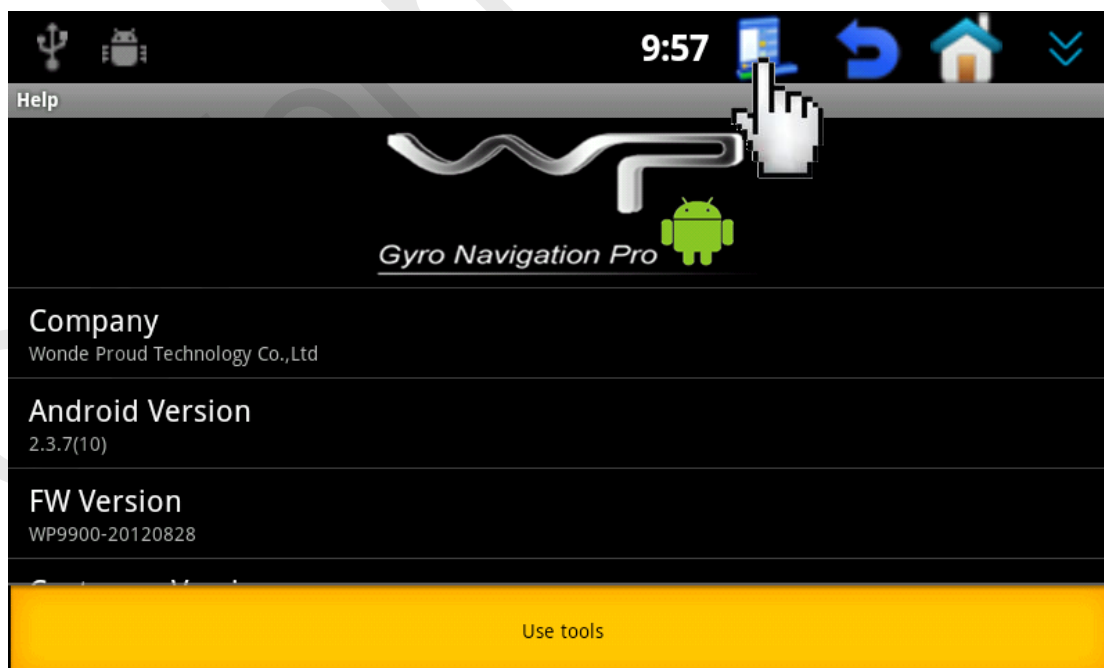 9:57
Help
WP
Gyro Navigation Pro
Company
Wonde Proud Technology Co.,Ltd
Android Version
2.3.7(10)
FW Version
WP9900-20120828
Use tools